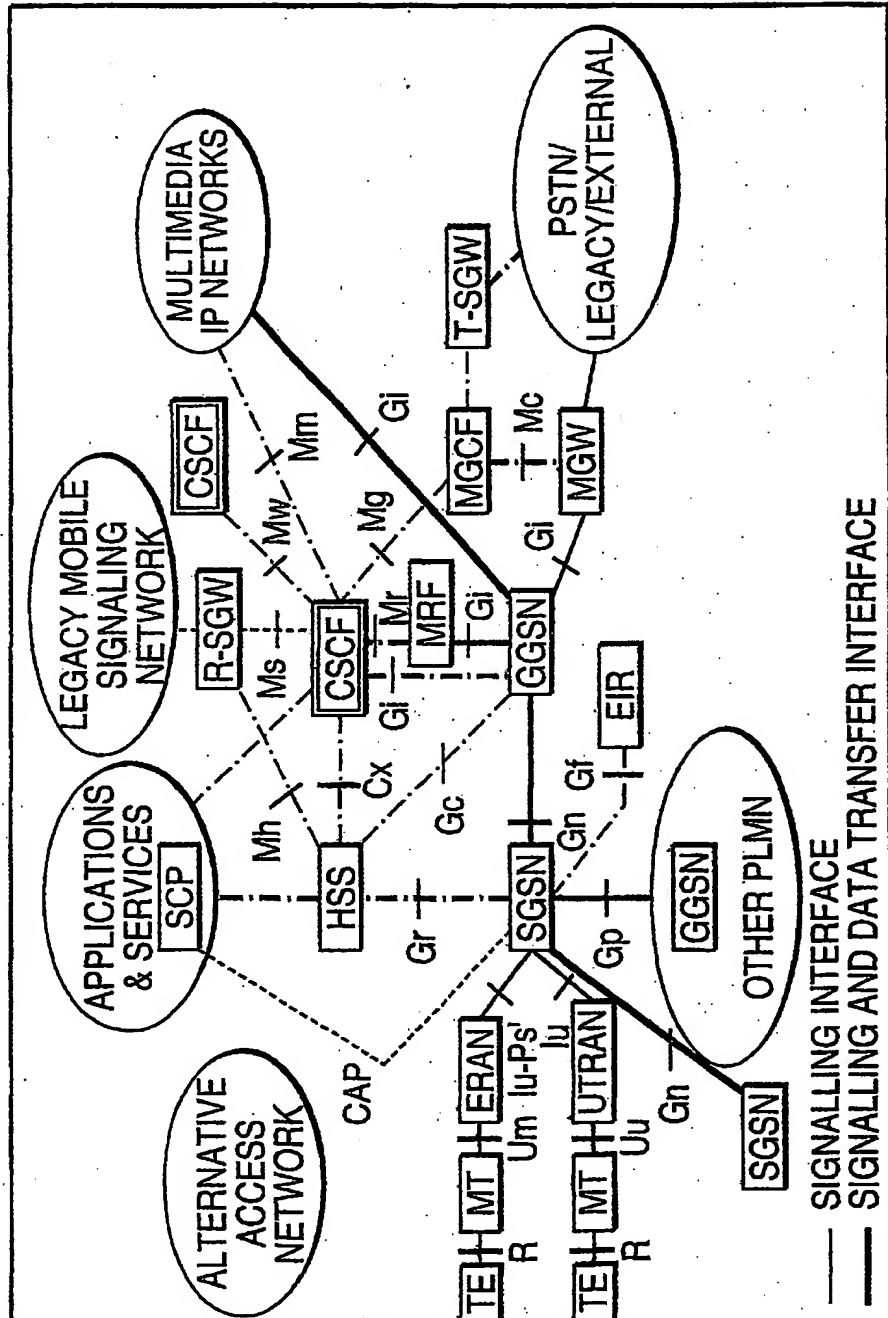 ALTERNATIVE
ACCESS
NETWORK
APPLICATIONS
& SERVICES
SCP
LEGACY MOBILE
SIGNALING
NETWORK
R-SGW
CSCF
MULTIMEDIA
IP NETWORKS
CAP
Mh
Ms
Mw
Mm
HSS
Cx
CSCF
Gr
Gc
Gi
Mr
MRF
Mg
Gi
Gi
MGCF
T-SGW
Mc
TE
R
MT
Um
ERAN
Iu-Ps'
Iu
SGSN
Gn
GGSN
Gi
MGW
PSTN/
LEGACY/EXTERNAL
TE
R
MT
Uu
UTRAN
Gp
Gf
EIR
Gn
SGSN
GGSN
OTHER PLMN
SIGNALLING INTERFACE
SIGNALLING AND DATA TRANSFER INTERFACE